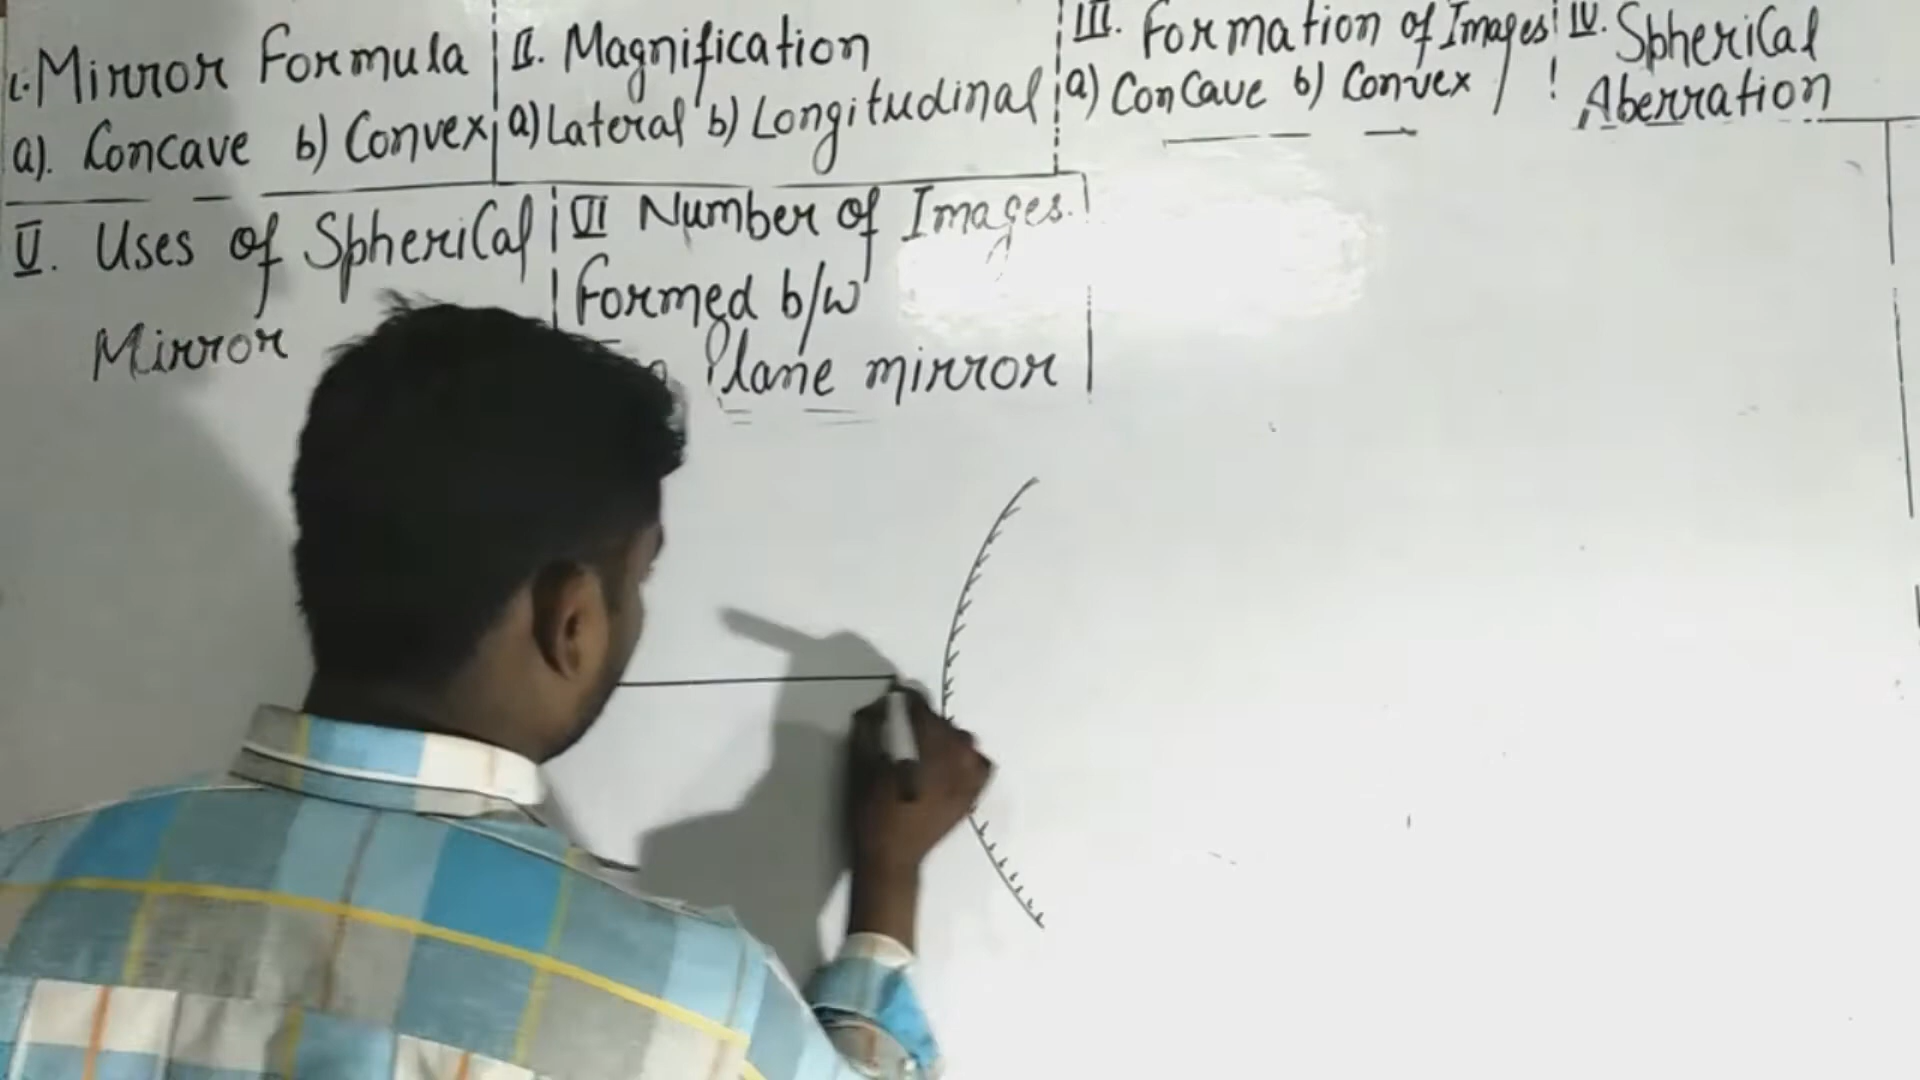 i. Mirror Formula
a). Concave b) Convex
II. Magnification
a) Lateral b) Longitudinal
III. Formation of Images
a) Concave b) Convex
IV. Spherical
Aberration
V. Uses of Spherical
Mirror
VI Number of Images
Formed b/w
Plane mirror